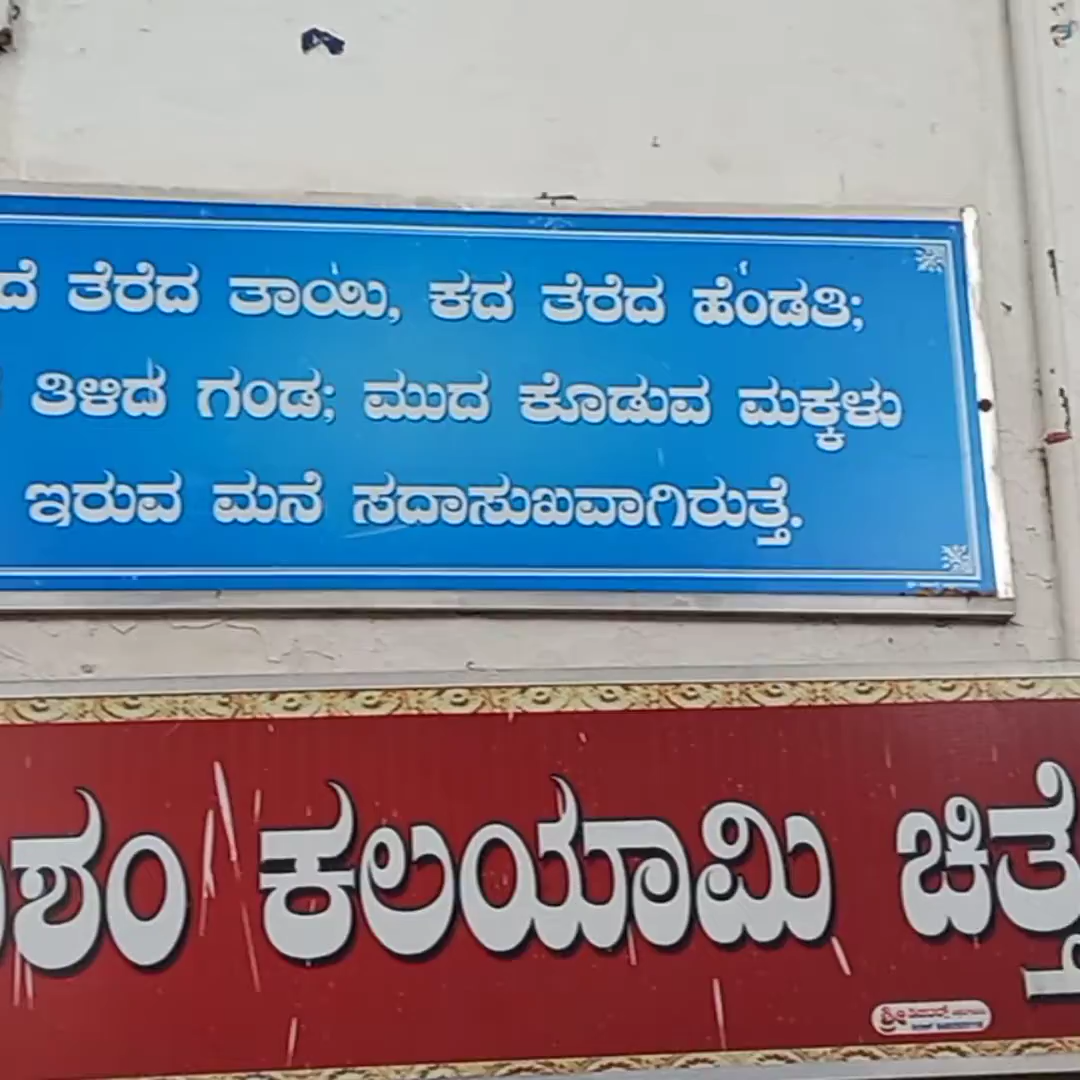 ತೆರೆದ ತಾಯಿ, ಕದ ತೆರೆದ ಹೆಂಡತಿ;
ತಿಳಿದ ಗಂಡ; ಮುದ ಕೊಡುವ ಮಕ್ಕಳು
ಇರುವ ಮನೆ ಸದಾಸುಖವಾಗಿರುತ್ತೆ.
ಕಲಯಾಮಿ ಚಿತ್ತೆ